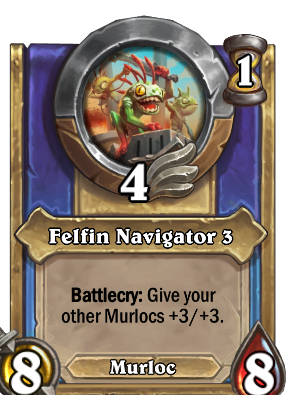 1
4
Felfin Navigator 3
Battlecry: Give your
other Murlocs +3/+3.
Murloc
8
8